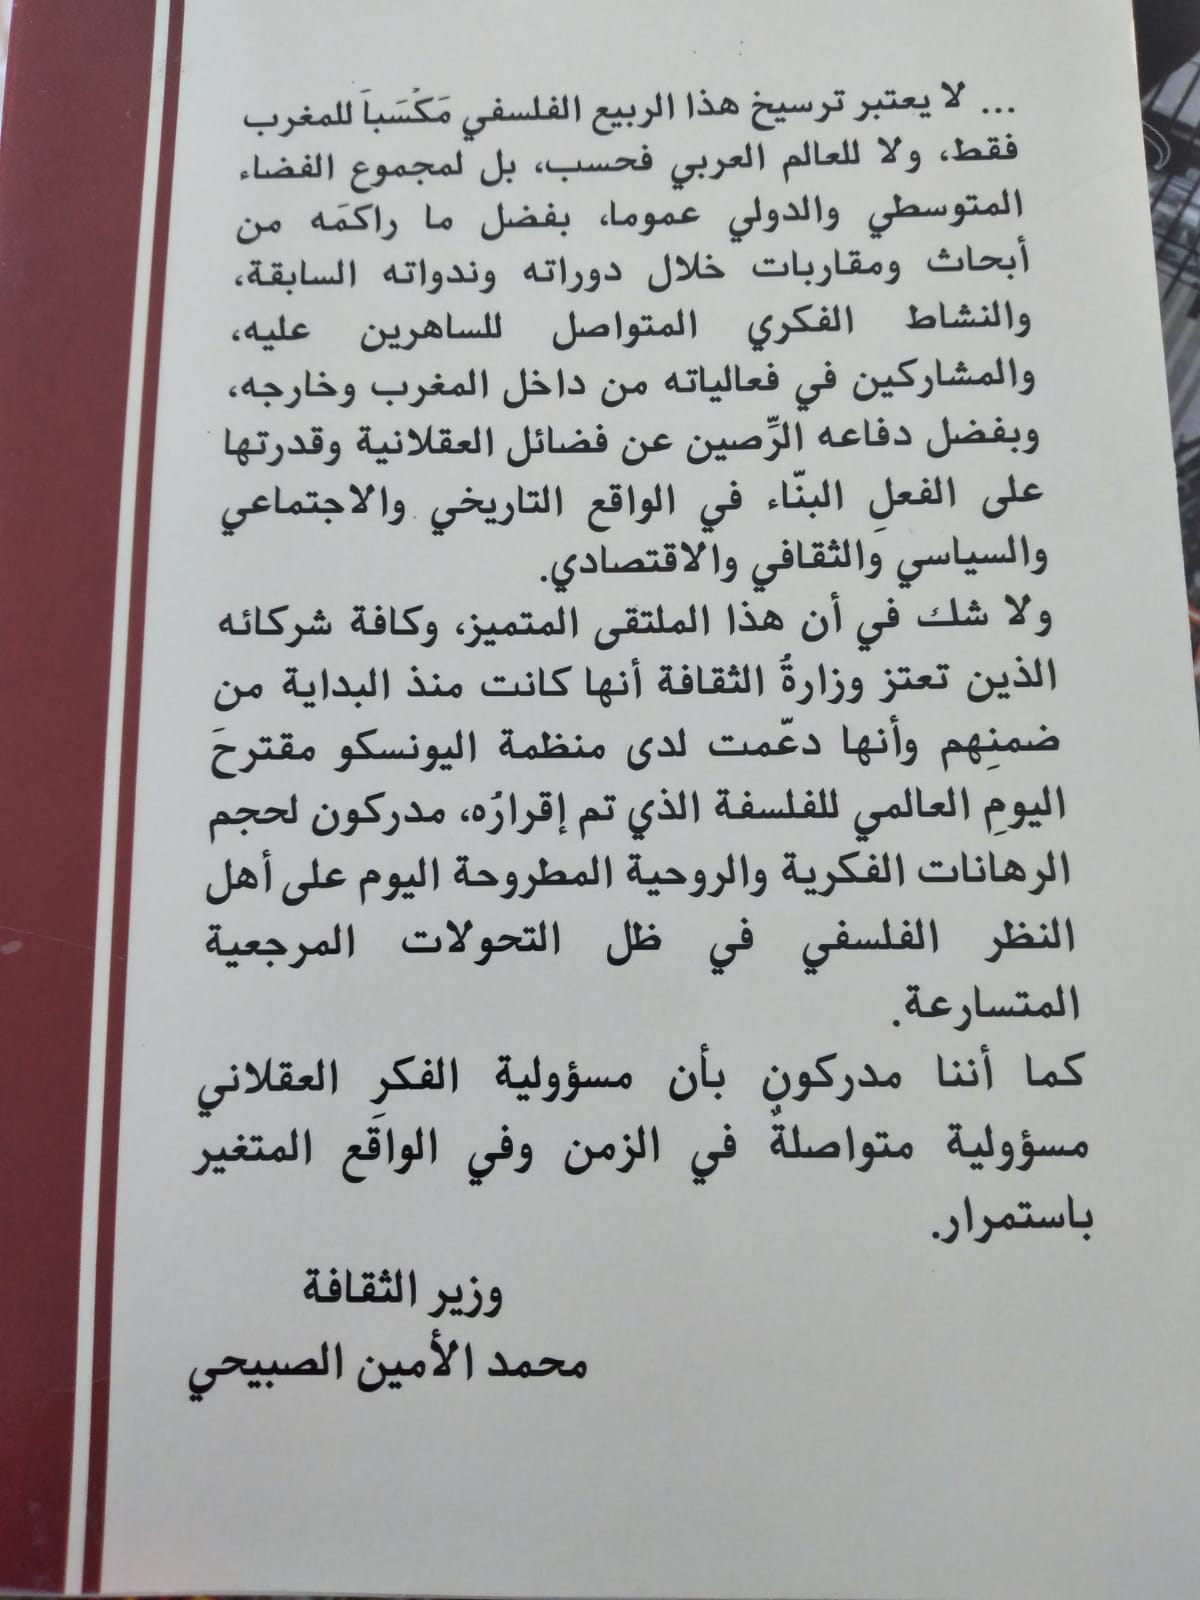 ... لا يعتبر ترسيخ هذا الربيع الفلسفي مَكْسَباً للمغرب
فقط، ولا للعالم العربي فحسب، بل لمجموع الفضاء
المتوسطي والدولي عموما، بفضل ما راكمَه من
أبحاث ومقاربات خلال دوراته وندواته السابقة،
والنشاط الفكري المتواصل للساهرين عليه،
والمشاركين في فعالياته من داخل المغرب وخارجه،
وبفضل دفاعه الرِّصين عن فضائل العقلانية وقدرتها
على الفعلِ البنّاء في الواقع التاريخي والاجتماعي
والسياسي والثقافي والاقتصادي.
ولا شك في أن هذا الملتقى المتميز، وكافة شركائه
الذين تعتز وزارةُ الثقافة أنها كانت منذ البداية من
ضمنِهم وأنها دعّمت لدى منظمة اليونسكو مقترحَ
اليومِ العالمي للفلسفة الذي تم إقرارُه، مدركون لحجم
الرهانات الفكرية والروحية المطروحة اليوم على أهل
النظر الفلسفي في ظل التحولات المرجعية
المتسارعة.
كما أننا مدركون بأن مسؤولية الفكرِ العقلاني
مسؤولية متواصلةٌ في الزمن وفي الواقَع المتغير
باستمرار.
وزير الثقافة
محمد الأمين الصبيحي